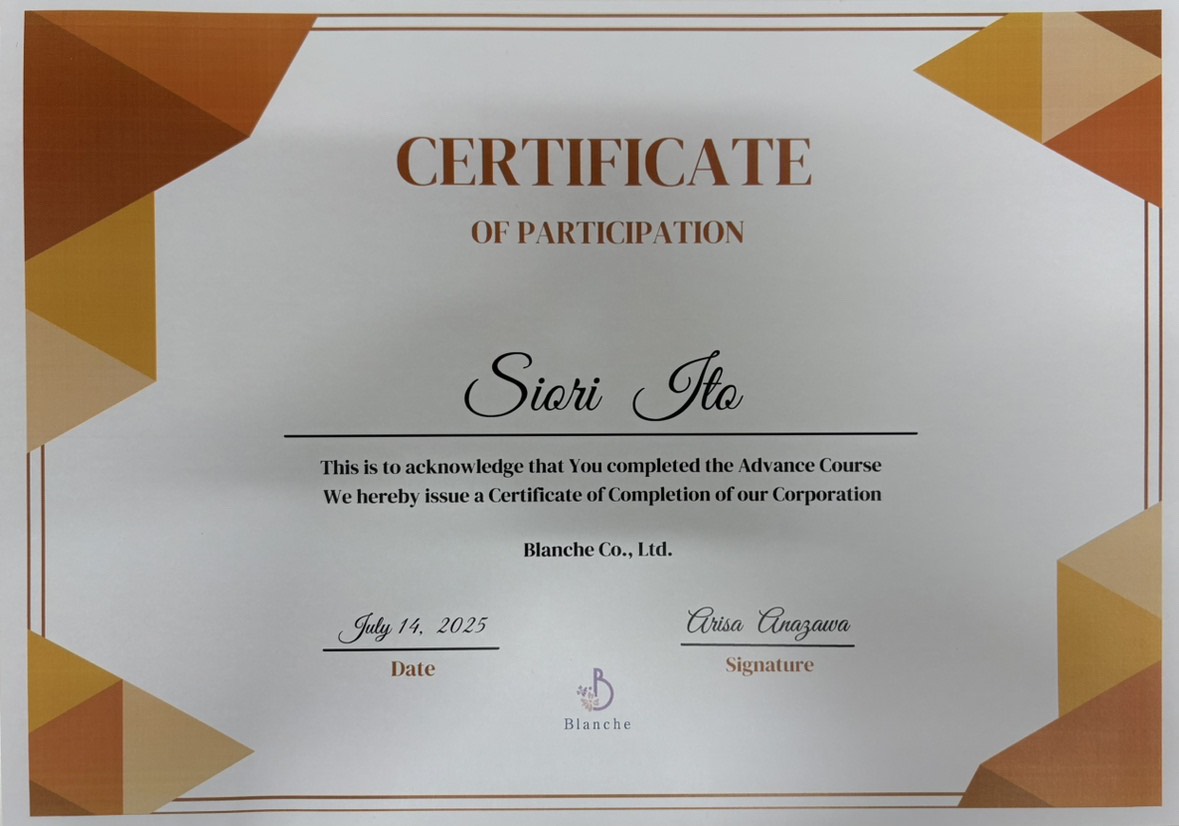 CERTIFICATE
OF PARTICIPATION
Siori Ito
This is to acknowledge that You completed the Advance Course
We hereby issue a Certificate of Completion of our Corporation
Blanche Co., Ltd.
July 14, 2025
Date
Arisa Anazawa
Signature
B
Blanche